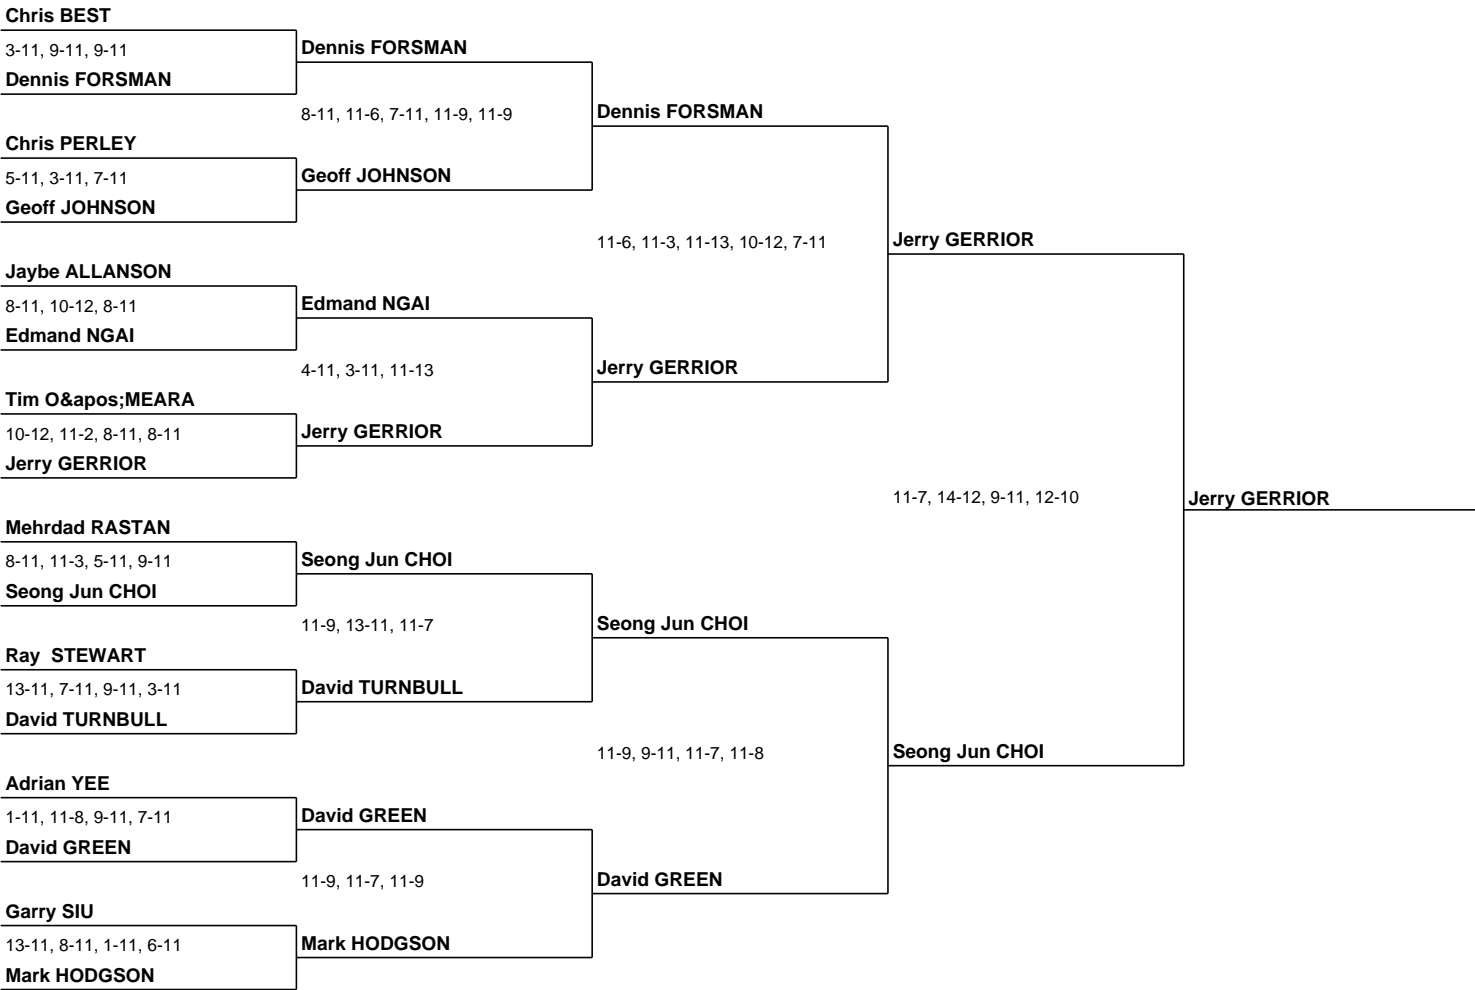 Chris BEST
3-11, 9-11, 9-11
Dennis FORSMAN
Dennis FORSMAN
8-11, 11-6, 7-11, 11-9, 11-9
Dennis FORSMAN
Chris PERLEY
5-11, 3-11, 7-11
Geoff JOHNSON
Geoff JOHNSON
11-6, 11-3, 11-13, 10-12, 7-11
Jerry GERRIOR
Jaybe ALLANSON
8-11, 10-12, 8-11
Edmand NGAI
Edmand NGAI
4-11, 3-11, 11-13
Jerry GERRIOR
Tim O&apos;MEARA
10-12, 11-2, 8-11, 8-11
Jerry GERRIOR
Jerry GERRIOR
11-7, 14-12, 9-11, 12-10
Jerry GERRIOR
Mehrdad RASTAN
8-11, 11-3, 5-11, 9-11
Seong Jun CHOI
Seong Jun CHOI
11-9, 13-11, 11-7
Seong Jun CHOI
Ray  STEWART
13-11, 7-11, 9-11, 3-11
David TURNBULL
David TURNBULL
11-9, 9-11, 11-7, 11-8
Seong Jun CHOI
Adrian YEE
1-11, 11-8, 9-11, 7-11
David GREEN
David GREEN
11-9, 11-7, 11-9
David GREEN
Garry SIU
13-11, 8-11, 1-11, 6-11
Mark HODGSON
Mark HODGSON